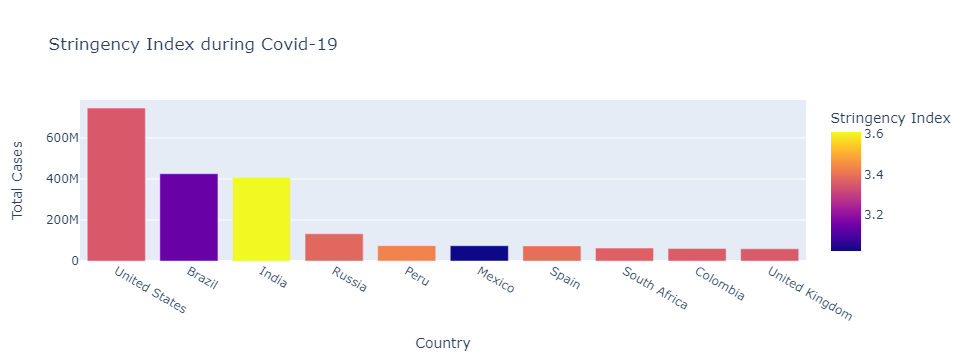 Stringency Index during Covid-19
Stringency Index
3.6
3.4
3.2
Total Cases
600M
400M
200M
0
United States
Brazil
India
Russia
Peru
Mexico
Spain
South Africa
Colombia
United Kingdom
Country